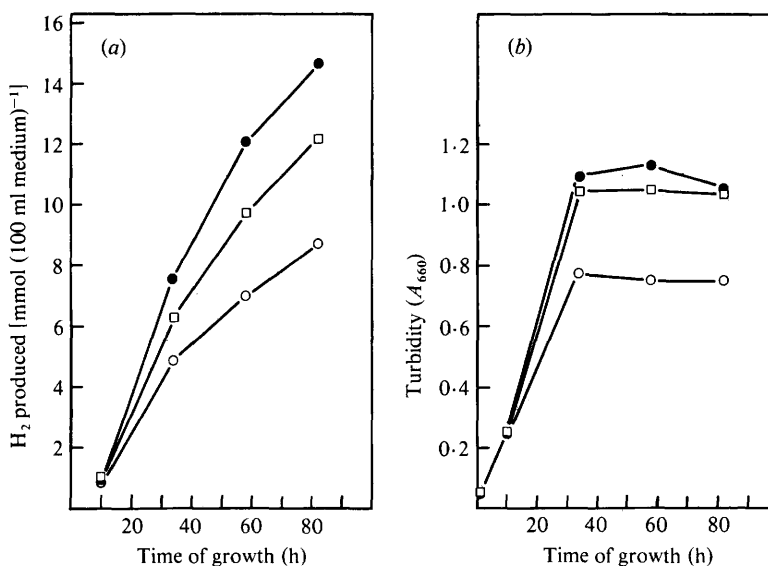 (a)
H₂ produced [mmol (100 ml medium)⁻¹]
16
14
12
10
8
6
4
2
20 40 60 80
Time of growth (h)
(b)
Turbidity (A₆₆₀)
1·2
1·0
0·8
0·6
0·4
0·2
20 40 60 80
Time of growth (h)